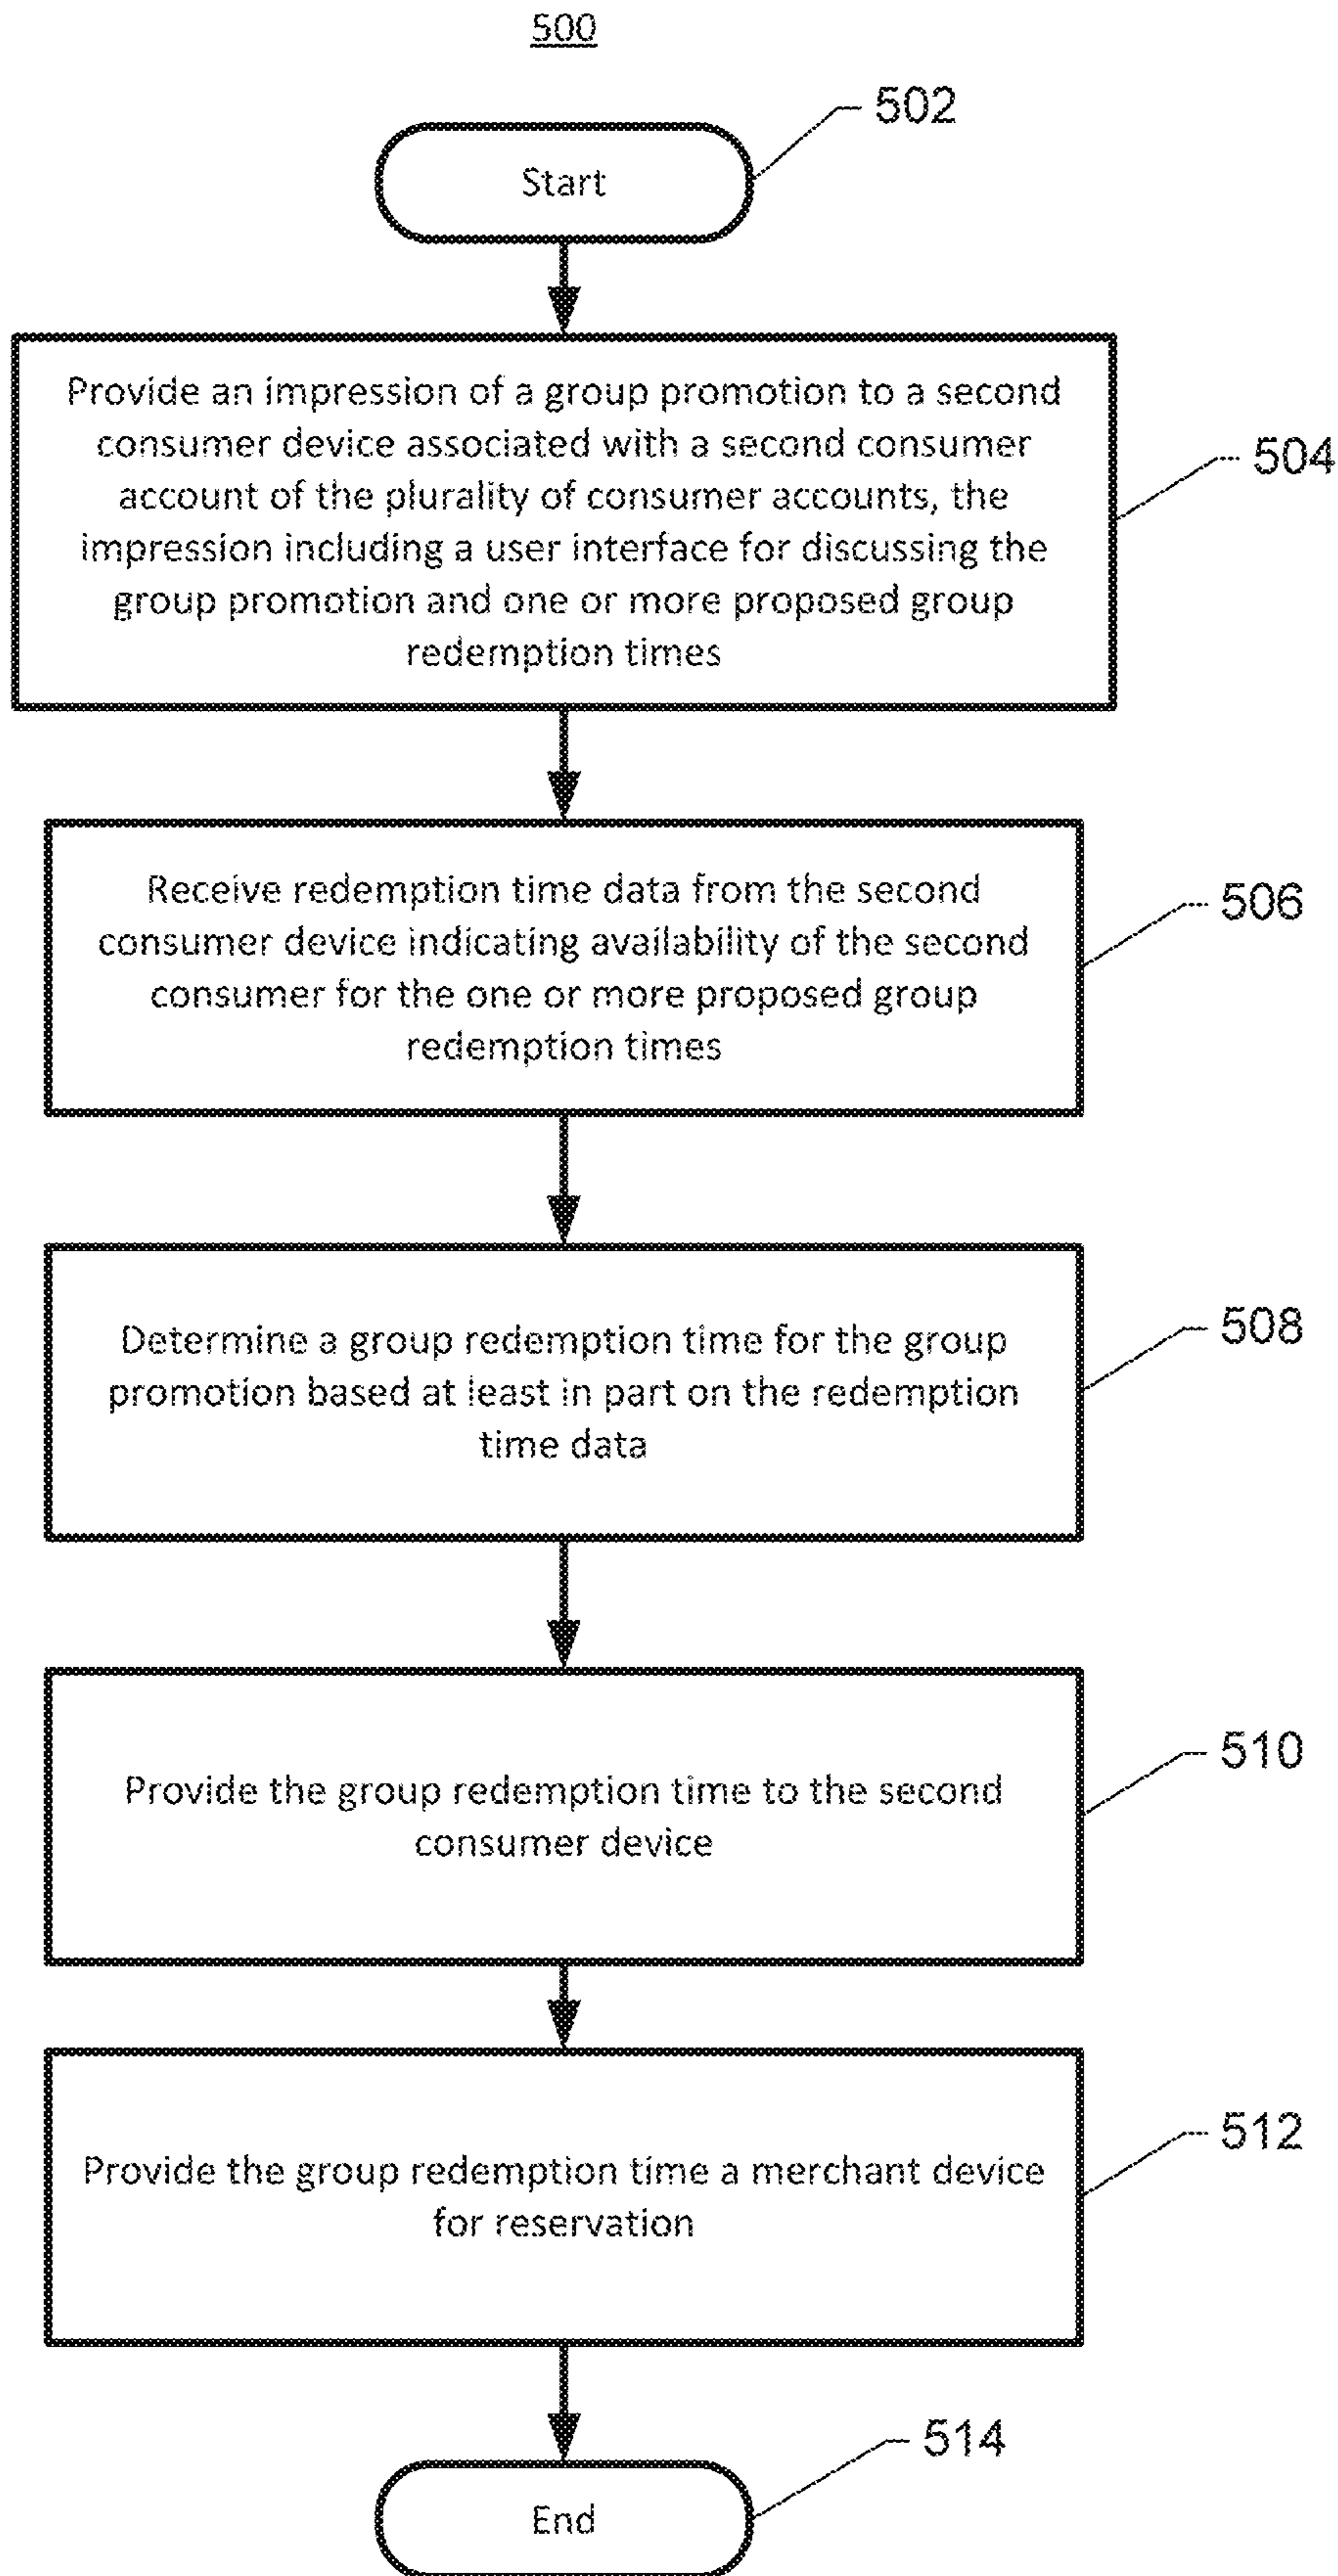 500
502
Start
Provide an impression of a group promotion to a second
consumer device associated with a second consumer
account of the plurality of consumer accounts, the
impression including a user interface for discussing the
group promotion and one or more proposed group
redemption times
504
Receive redemption time data from the second
consumer device indicating availability of the second
consumer for the one or more proposed group
redemption times
506
Determine a group redemption time for the group
promotion based at least in part on the redemption
time data
508
Provide the group redemption time to the second
consumer device
510
Provide the group redemption time a merchant device
for reservation
512
514
End